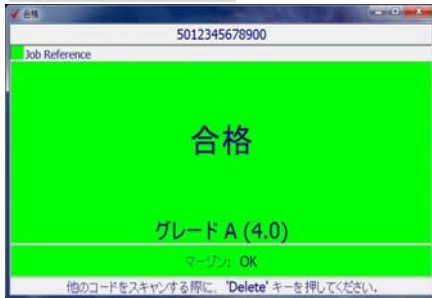 合格
5012345678900
Job Reference
合格
グレード A (4.0)
マージン: OK
他のコードをスキャンする際に、'Delete' キーを押してください。